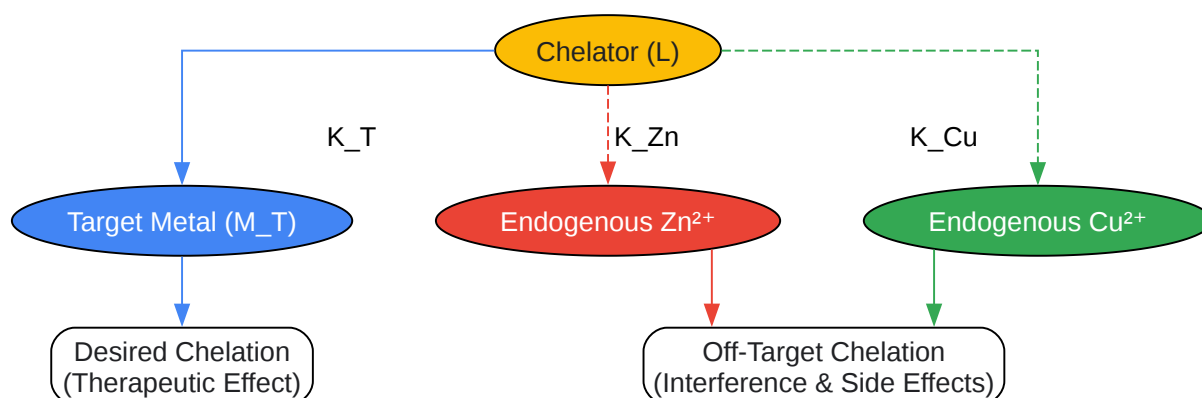 Chelator (L)
K_T
K_Zn
K_Cu
Target Metal (M_T)
Endogenous Zn²⁺
Endogenous Cu²⁺
Desired Chelation
(Therapeutic Effect)
Off-Target Chelation
(Interference & Side Effects)